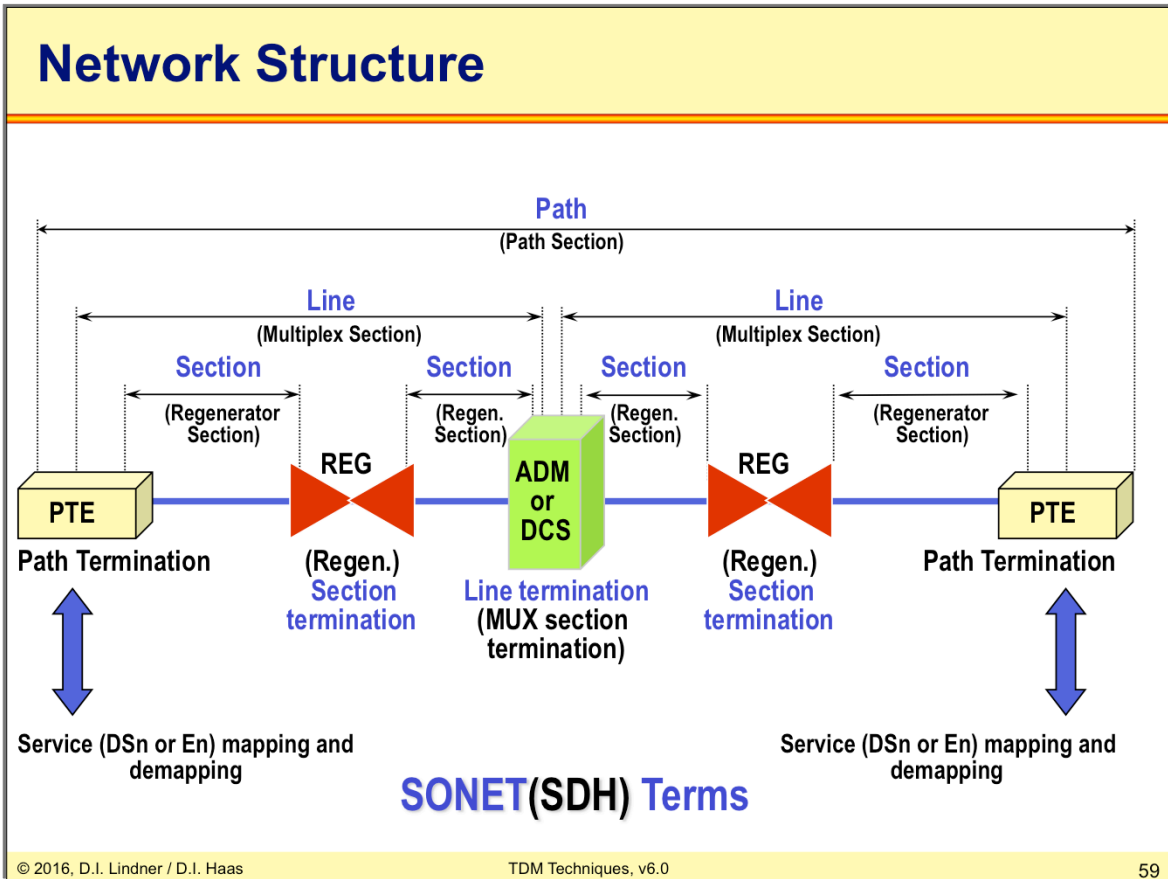 Network Structure
Path
(Path Section)
Line
(Multiplex Section)
Line
(Multiplex Section)
Section
(Regenerator
Section)
Section
(Regen.
Section)
Section
(Regen.
Section)
Section
(Regenerator
Section)
PTE
REG
ADM
or
DCS
REG
PTE
Path Termination
(Regen.)
Section
termination
Line termination
(MUX section
termination)
(Regen.)
Section
termination
Path Termination
Service (DSn or En) mapping and
demapping
Service (DSn or En) mapping and
demapping
SONET(SDH) Terms
© 2016, D.I. Lindner / D.I. Haas
TDM Techniques, v6.0
59